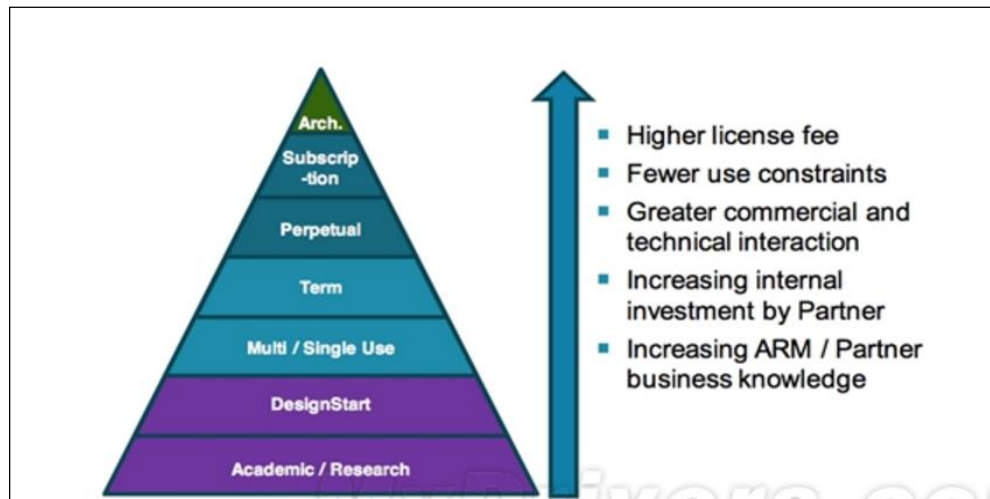 Arch.
Subscrip
-tion
Perpetual
Term
Multi / Single Use
DesignStart
Academic / Research
Higher license fee
Fewer use constraints
Greater commercial and
technical interaction
Increasing internal
investment by Partner
Increasing ARM / Partner
business knowledge